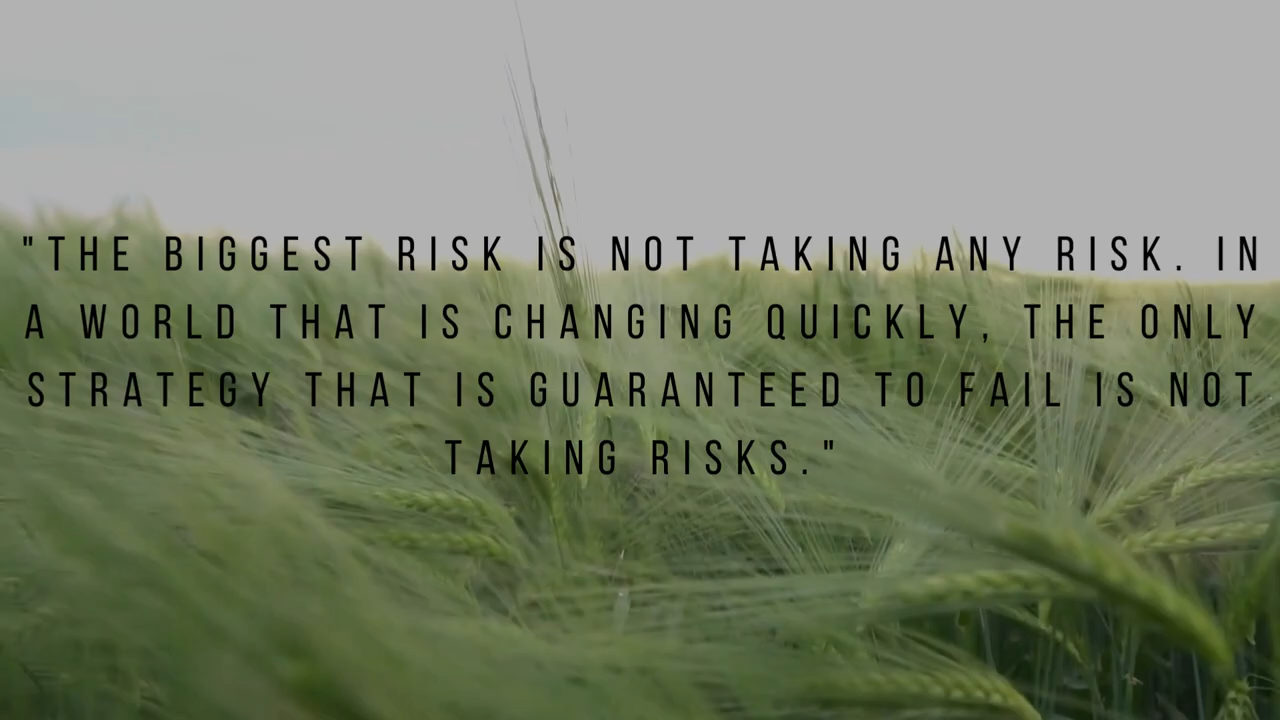 "THE BIGGEST RISK IS NOT TAKING ANY RISK. IN
A WORLD THAT IS CHANGING QUICKLY, THE ONLY
STRATEGY THAT IS GUARANTEED TO FAIL IS NOT
TAKING RISKS."